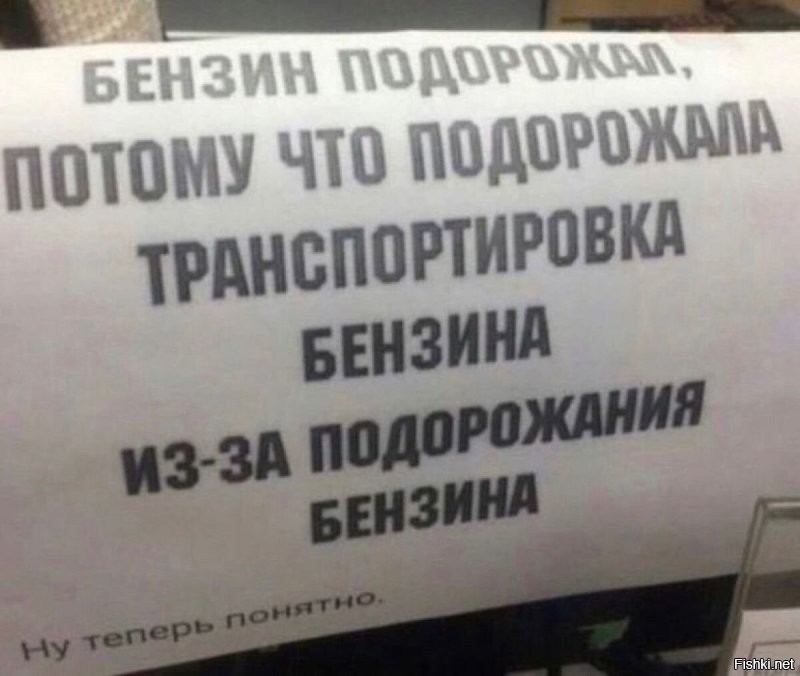 БЕНЗИН ПОДОРОЖАЛ,
ПОТОМУ ЧТО ПОДОРОЖАЛА
ТРАНСПОРТИРОВКА
БЕНЗИНА
ИЗ-ЗА ПОДОРОЖАНИЯ
БЕНЗИНА
Ну теперь понятно.
Fishki.net